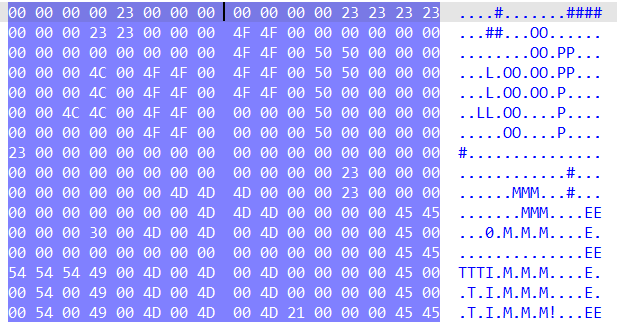 00 00 00 00 23 00 00 00 00 00 00 00 23 23 23 23 ....#.......####
00 00 00 23 23 00 00 00 4F 4F 00 00 00 00 00 00 ...##...OO......
00 00 00 00 00 00 00 00 4F 4F 00 50 50 00 00 00 ........OO.PP...
00 00 00 4C 00 4F 4F 00 4F 4F 00 50 50 00 00 00 ...L.OO.OO.PP...
00 00 00 4C 00 4F 4F 00 4F 4F 00 50 00 00 00 00 ...L.OO.OO.P....
00 00 4C 4C 00 4F 4F 00 00 00 00 50 00 00 00 00 ..LL.OO....P....
00 00 00 00 00 4F 4F 00 00 00 00 50 00 00 00 00 .....OO....P....
23 00 00 00 00 00 00 00 00 00 00 00 00 00 00 00 #...............
00 00 00 00 00 00 00 00 00 00 00 00 23 00 00 00 ............#...
00 00 00 00 00 00 4D 4D 4D 00 00 00 23 00 00 00 ......MMM...#...
00 00 00 00 00 00 00 4D 4D 4D 00 00 00 00 45 45 .......MMM....EE
00 00 00 30 00 4D 00 4D 00 4D 00 00 00 00 45 00 ...0.M.M.M....E.
00 00 00 00 00 00 00 00 00 00 00 00 00 00 45 45 ..............EE
54 54 54 49 00 4D 00 4D 00 4D 00 00 00 00 45 00 TTTI.M.M.M....E.
00 54 00 49 00 4D 00 4D 00 4D 00 00 00 00 45 00 .T.I.M.M.M....E.
00 54 00 49 00 4D 00 4D 00 4D 21 00 00 00 45 45 .T.I.M.M.M!...EE